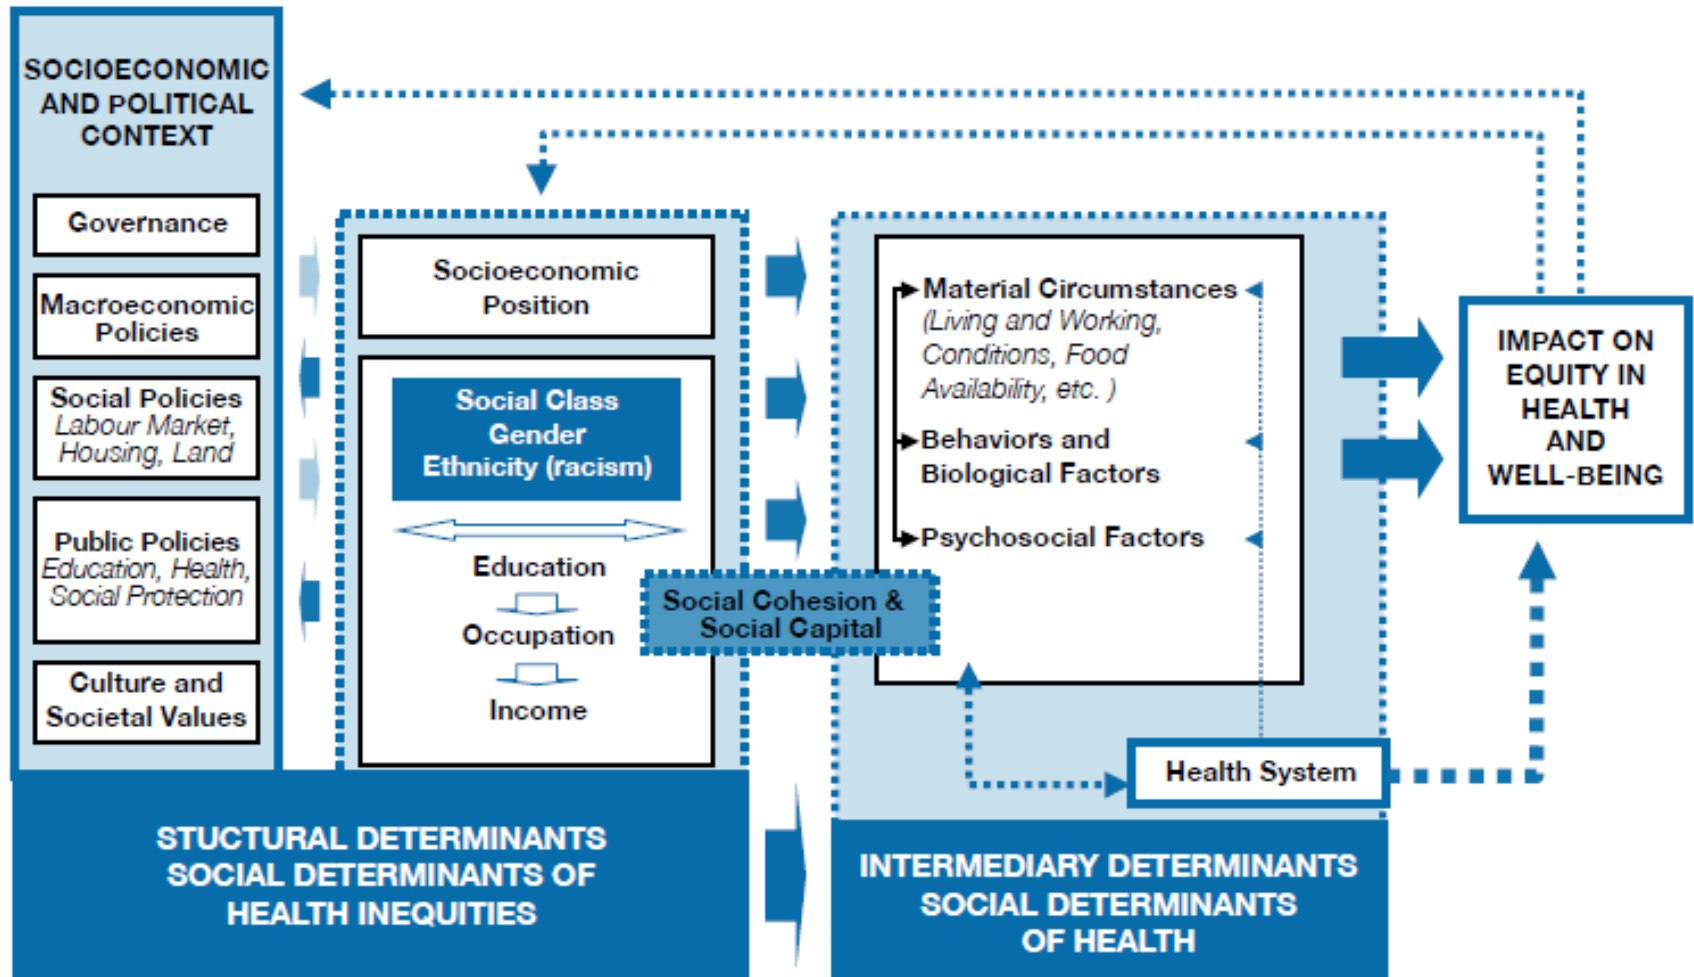 SOCIOECONOMIC
AND POLITICAL
CONTEXT
Governance
Macroeconomic
Policies
Social Policies
Labour Market,
Housing, Land
Public Policies
Education, Health,
Social Protection
Culture and
Societal Values
Socioeconomic
Position
Social Class
Gender
Ethnicity (racism)
Education
Occupation
Income
Social Cohesion &
Social Capital
Material Circumstances
(Living and Working,
Conditions, Food
Availability, etc. )
Behaviors and
Biological Factors
Psychosocial Factors
Health System
IMPACT ON
EQUITY IN
HEALTH
AND
WELL-BEING
STUCTURAL DETERMINANTS
SOCIAL DETERMINANTS OF
HEALTH INEQUITIES
INTERMEDIARY DETERMINANTS
SOCIAL DETERMINANTS
OF HEALTH